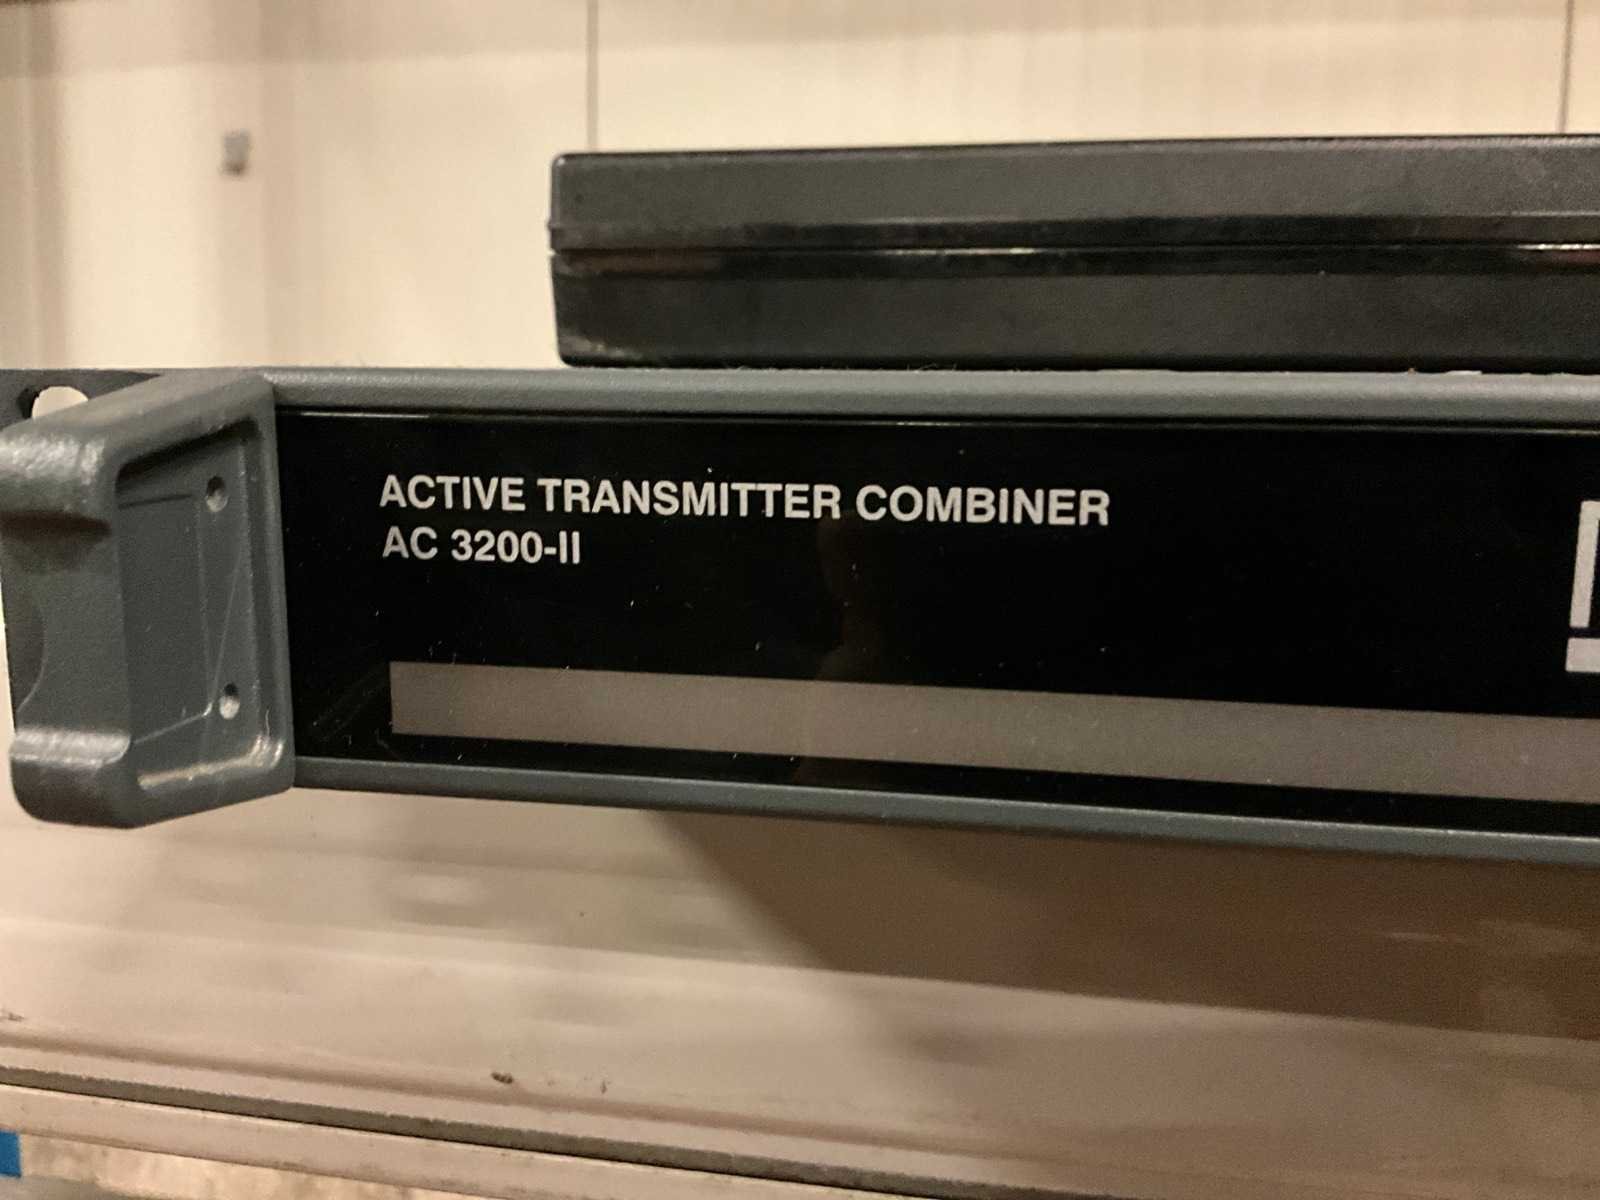 ACTIVE TRANSMITTER COMBINER
AC 3200-II